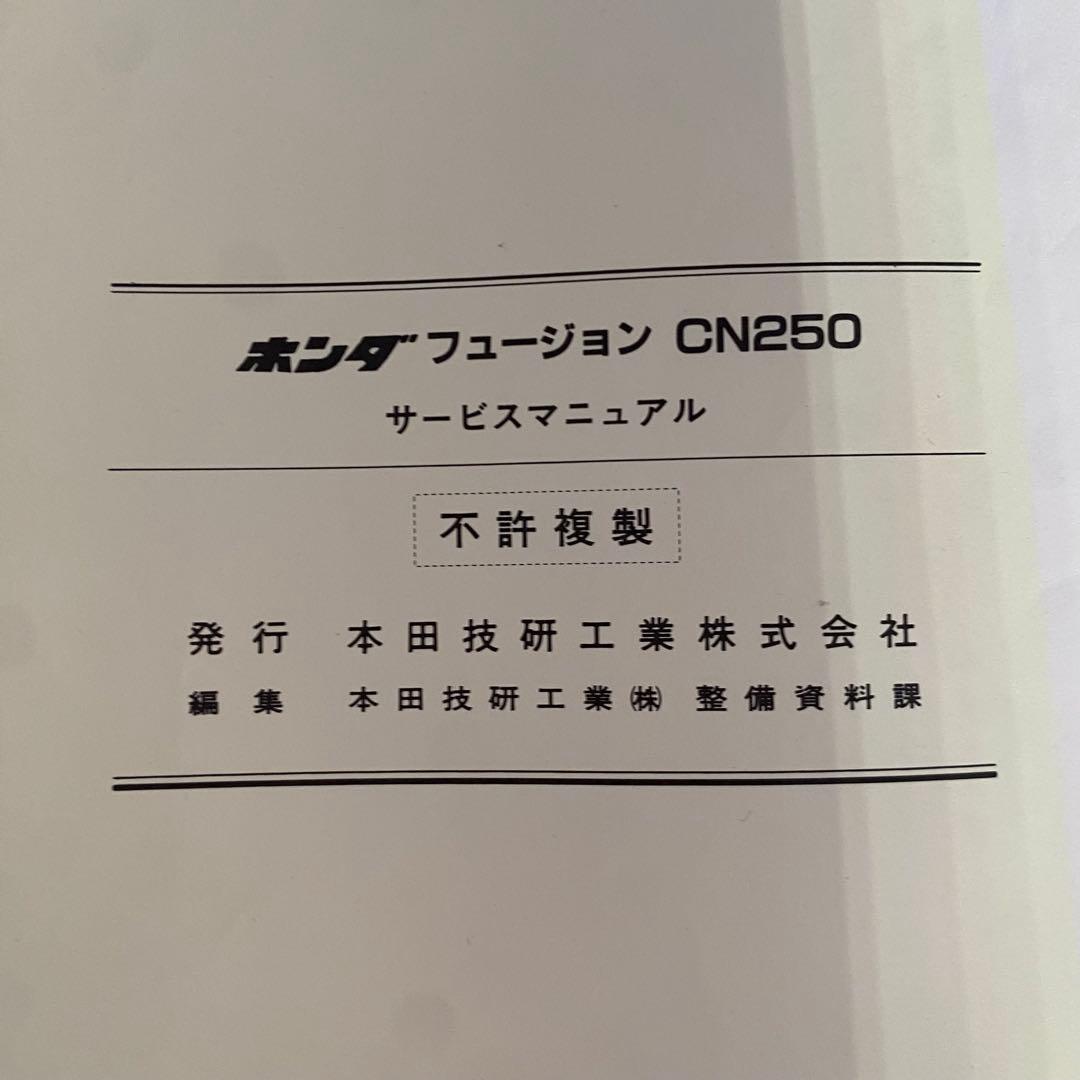 ホンダ フュージョン CN250
サービスマニュアル
不許複製
発行 本田技研工業株式会社
編集 本田技研工業㈱ 整備資料課